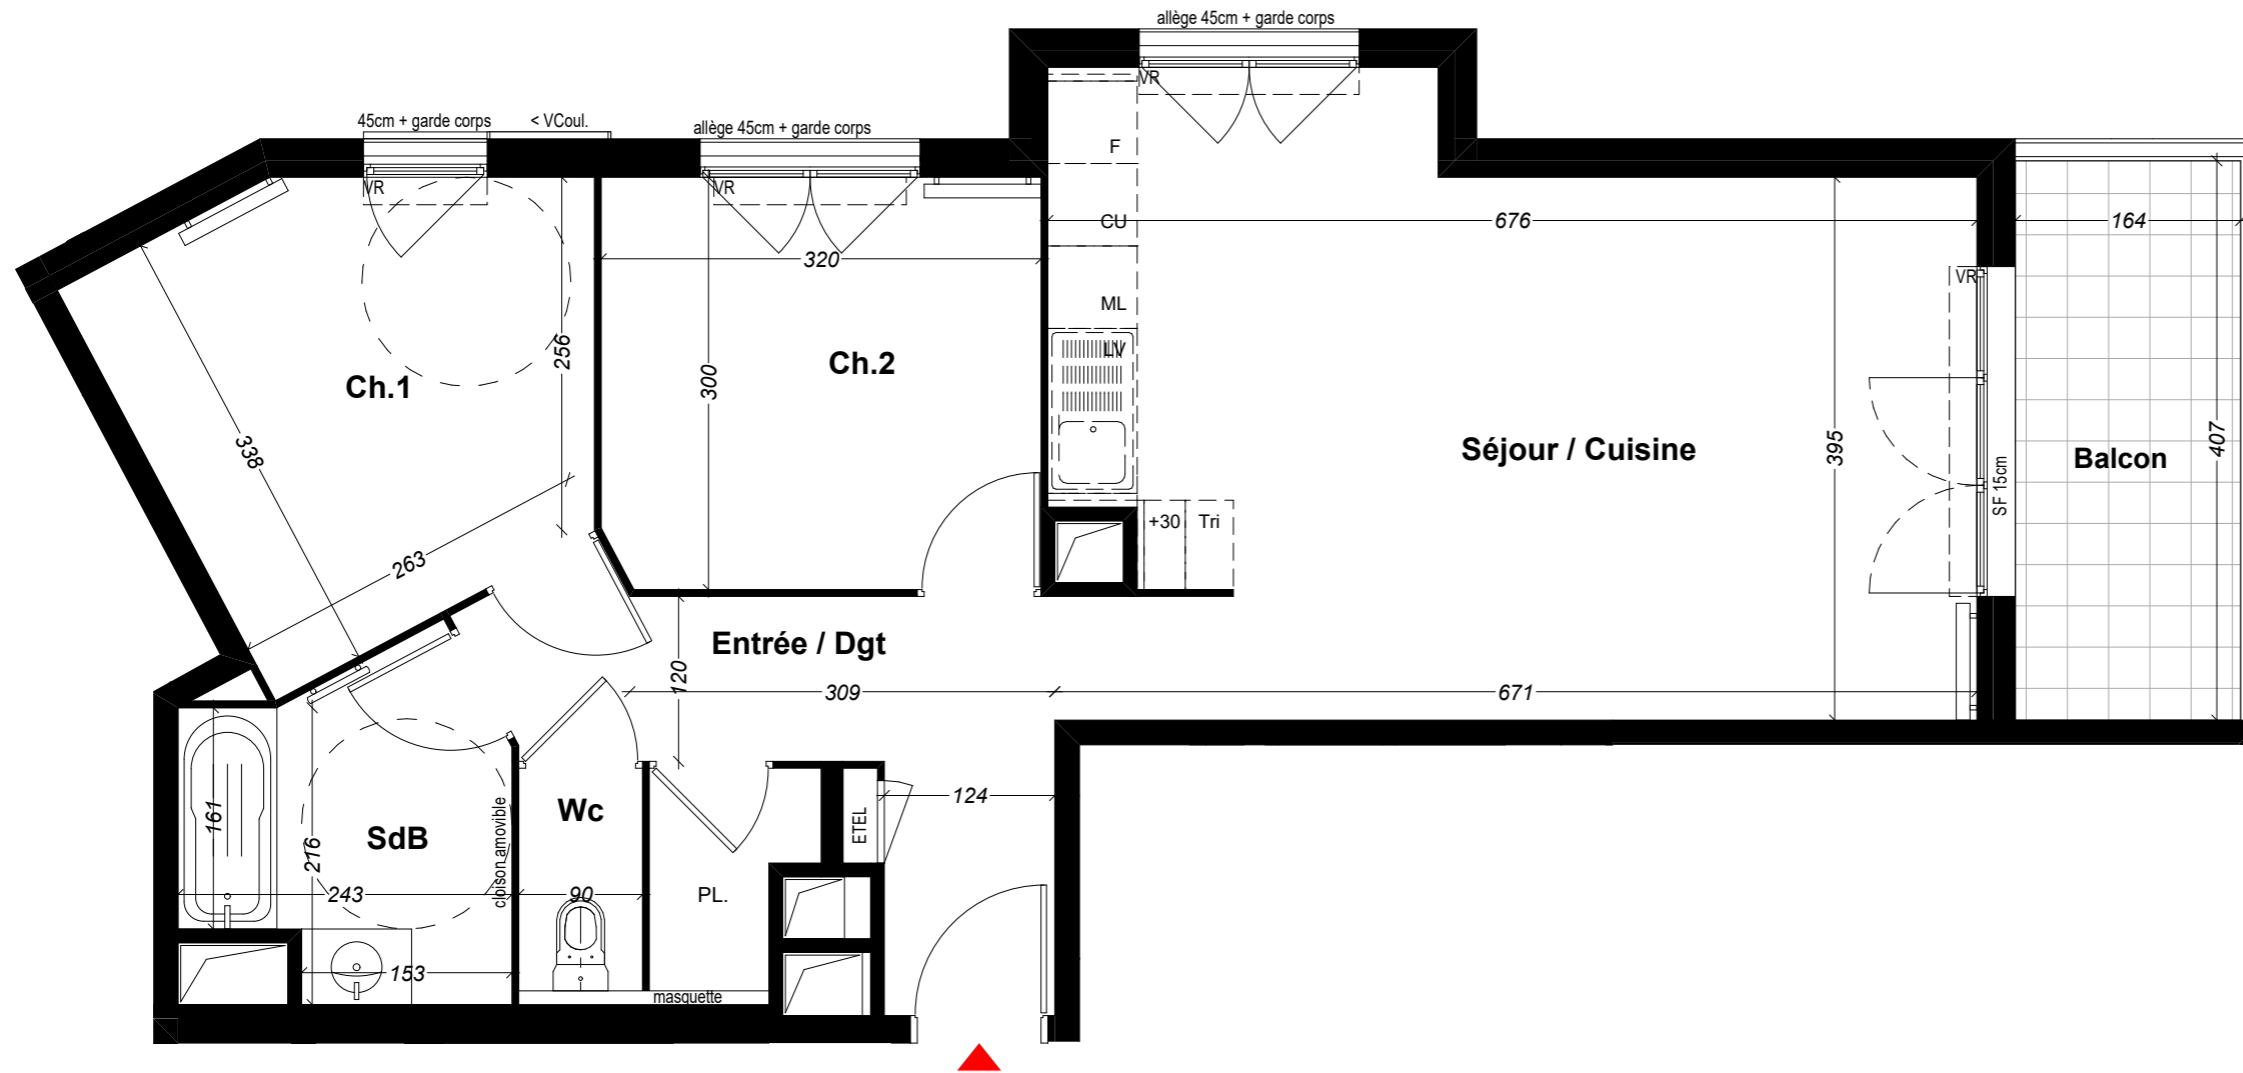 allège 45cm + garde corps
45cm + garde corps
< VCoul.
allège 45cm + garde corps
VR
VR
VR
F
CU
676
164
320
VR
ML
256
LV
300
Ch.1
Ch.2
338
Séjour / Cuisine
395
407
Balcon
SF 15cm
+30
Tri
263
Entrée / Dgt
120
309
671
124
161
Wc
ETEL
SdB
216
cloison amovible
243
90
PL.
153
masquette